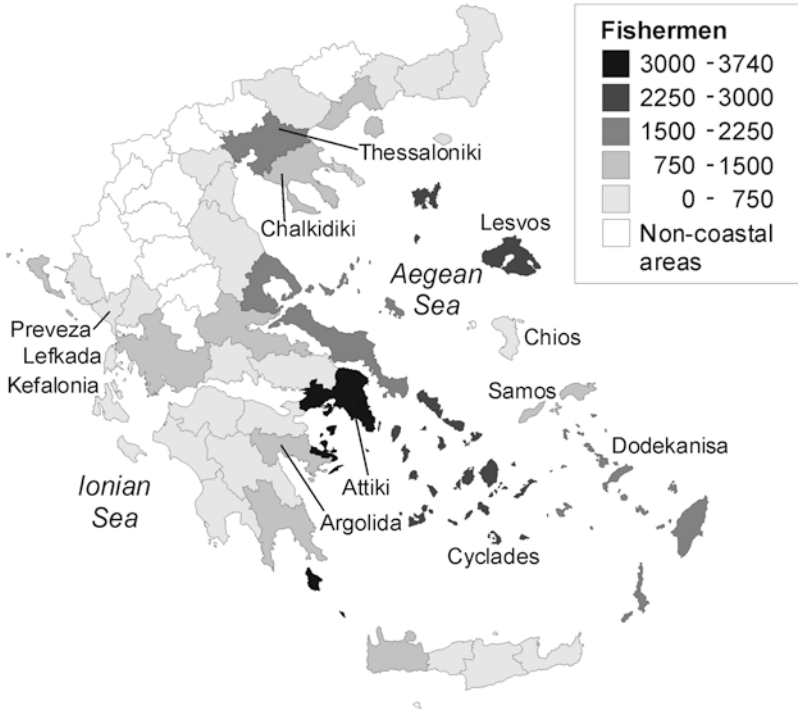 Fishermen
3000 - 3740
2250 - 3000
1500 - 2250
750 - 1500
0 - 750
Non-coastal
areas
Thessaloniki
Chalkidiki
Lesvos
Aegean
Sea
Preveza
Lefkada
Kefalonia
Chios
Samos
Dodekanisa
Ionian
Sea
Attiki
Argolida
Cyclades